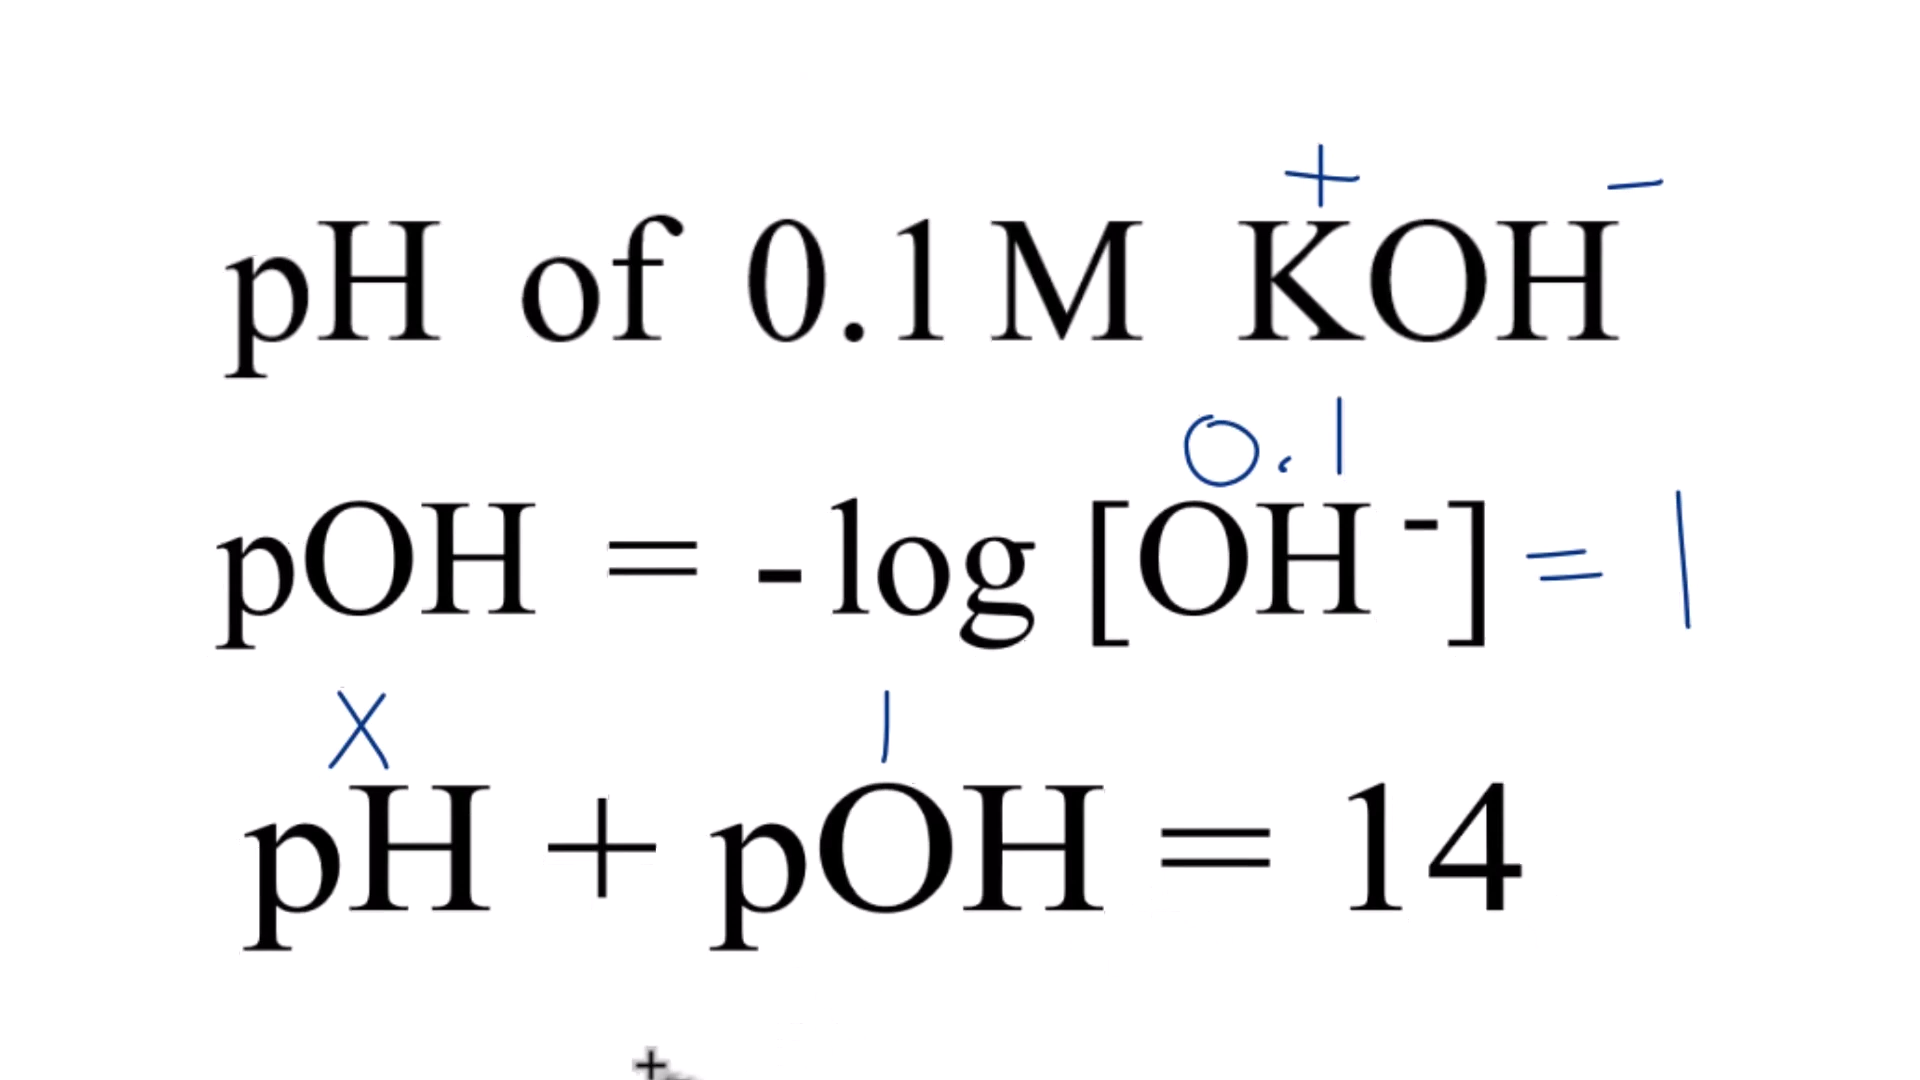 + -
pH of 0.1 M KOH
0.1
pOH = -log [OH-] = 1
x 1
pH + pOH = 14